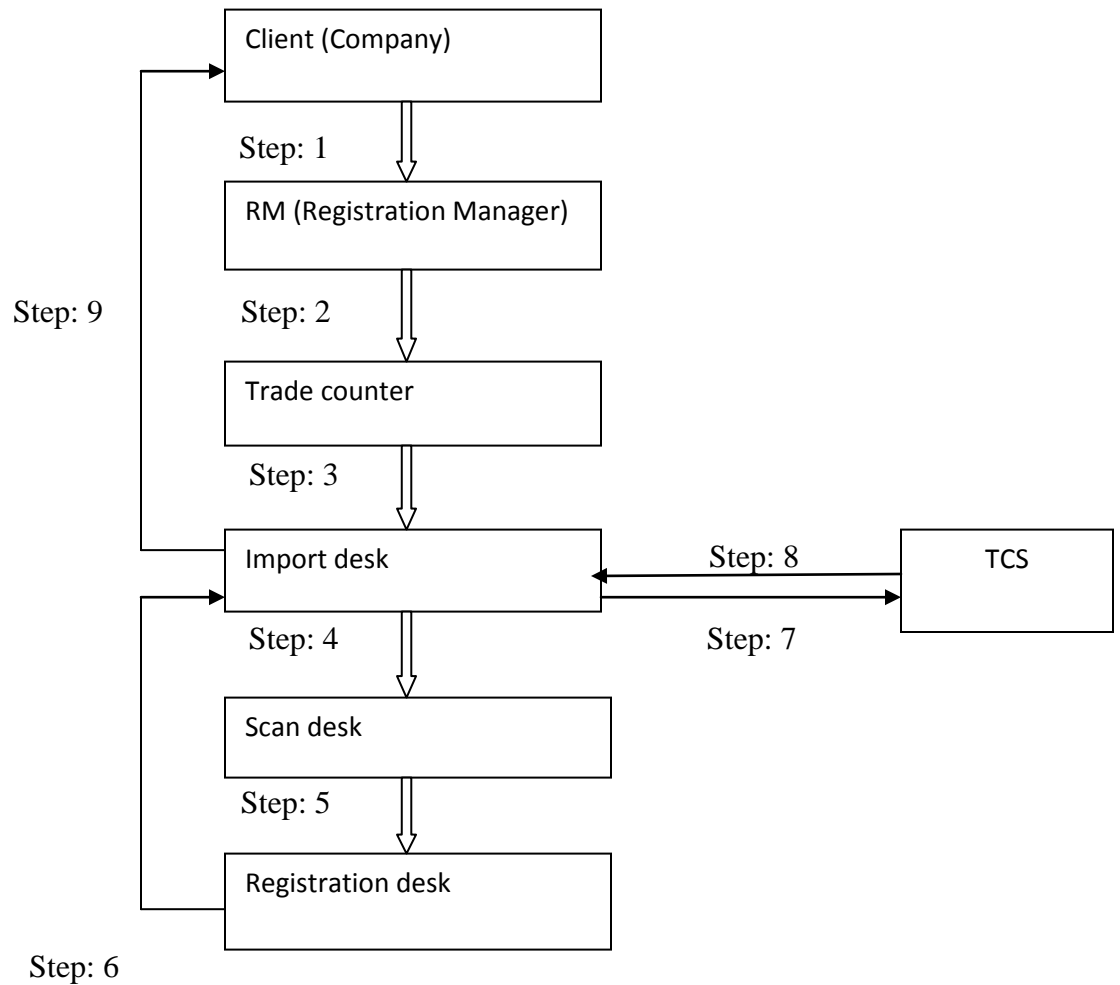 Client (Company)
Step: 1
RM (Registration Manager)
Step: 9
Step: 2
Trade counter
Step: 3
Import desk
Step: 8
TCS
Step: 4
Step: 7
Scan desk
Step: 5
Registration desk
Step: 6